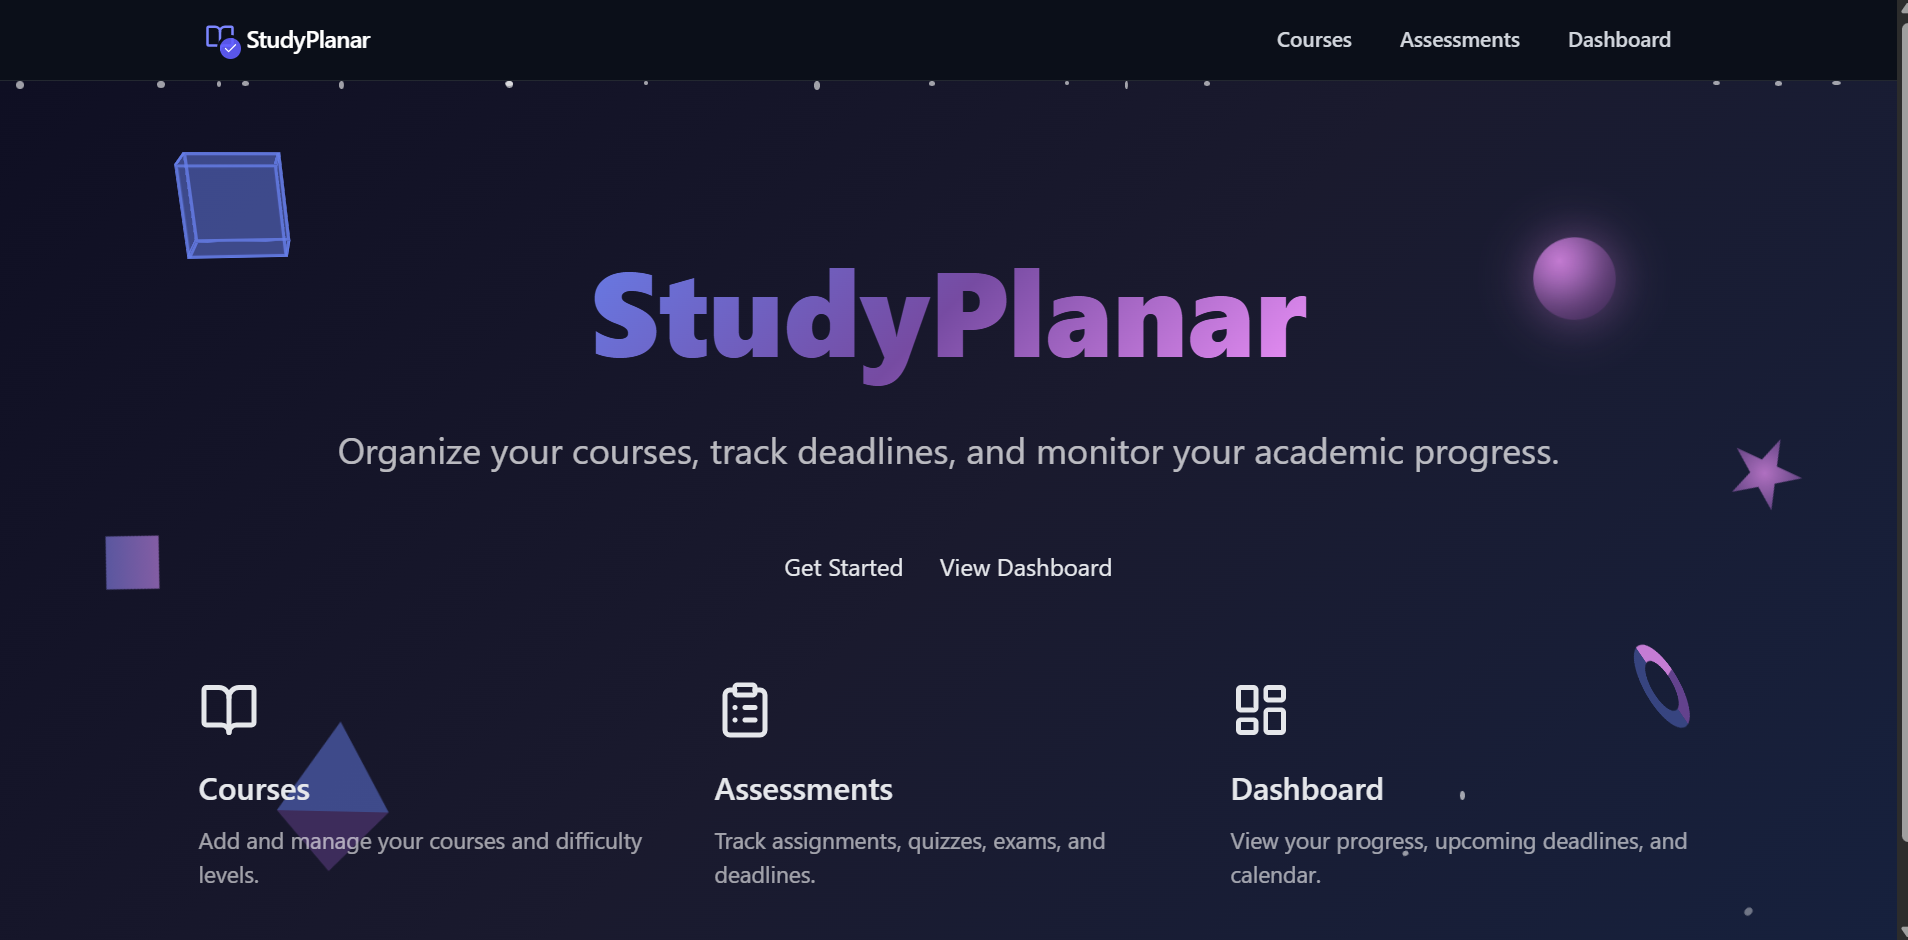 StudyPlanar
Courses
Assessments
Dashboard
StudyPlanar
Organize your courses, track deadlines, and monitor your academic progress.
Get Started
View Dashboard
Courses
Add and manage your courses and difficulty
levels.
Assessments
Track assignments, quizzes, exams, and
deadlines.
Dashboard
View your progress, upcoming deadlines, and
calendar.